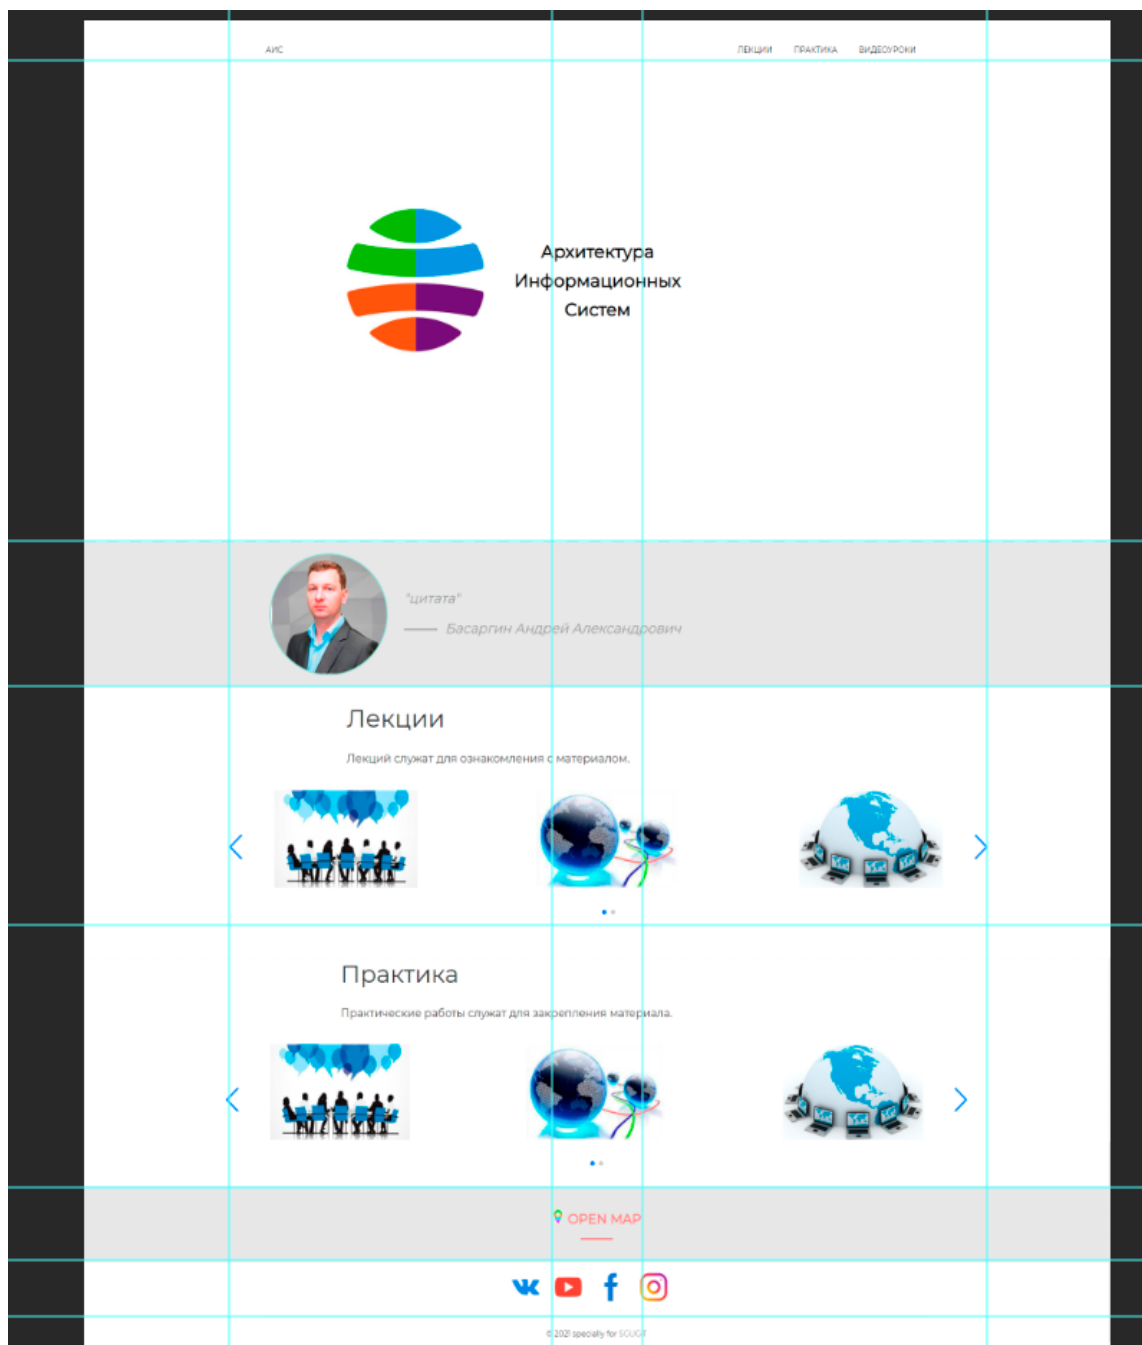 АИС
ЛЕКЦИИ ПРАКТИКА ВИДЕОУРОКИ
Архитектура
Информационных
Систем
"цитата"
Басаргин Андрей Александрович
Лекции
Лекций служат для ознакомления с материалом.
Практика
Практические работы служат для закрепления материала.
OPEN MAP
© 2021 specially for